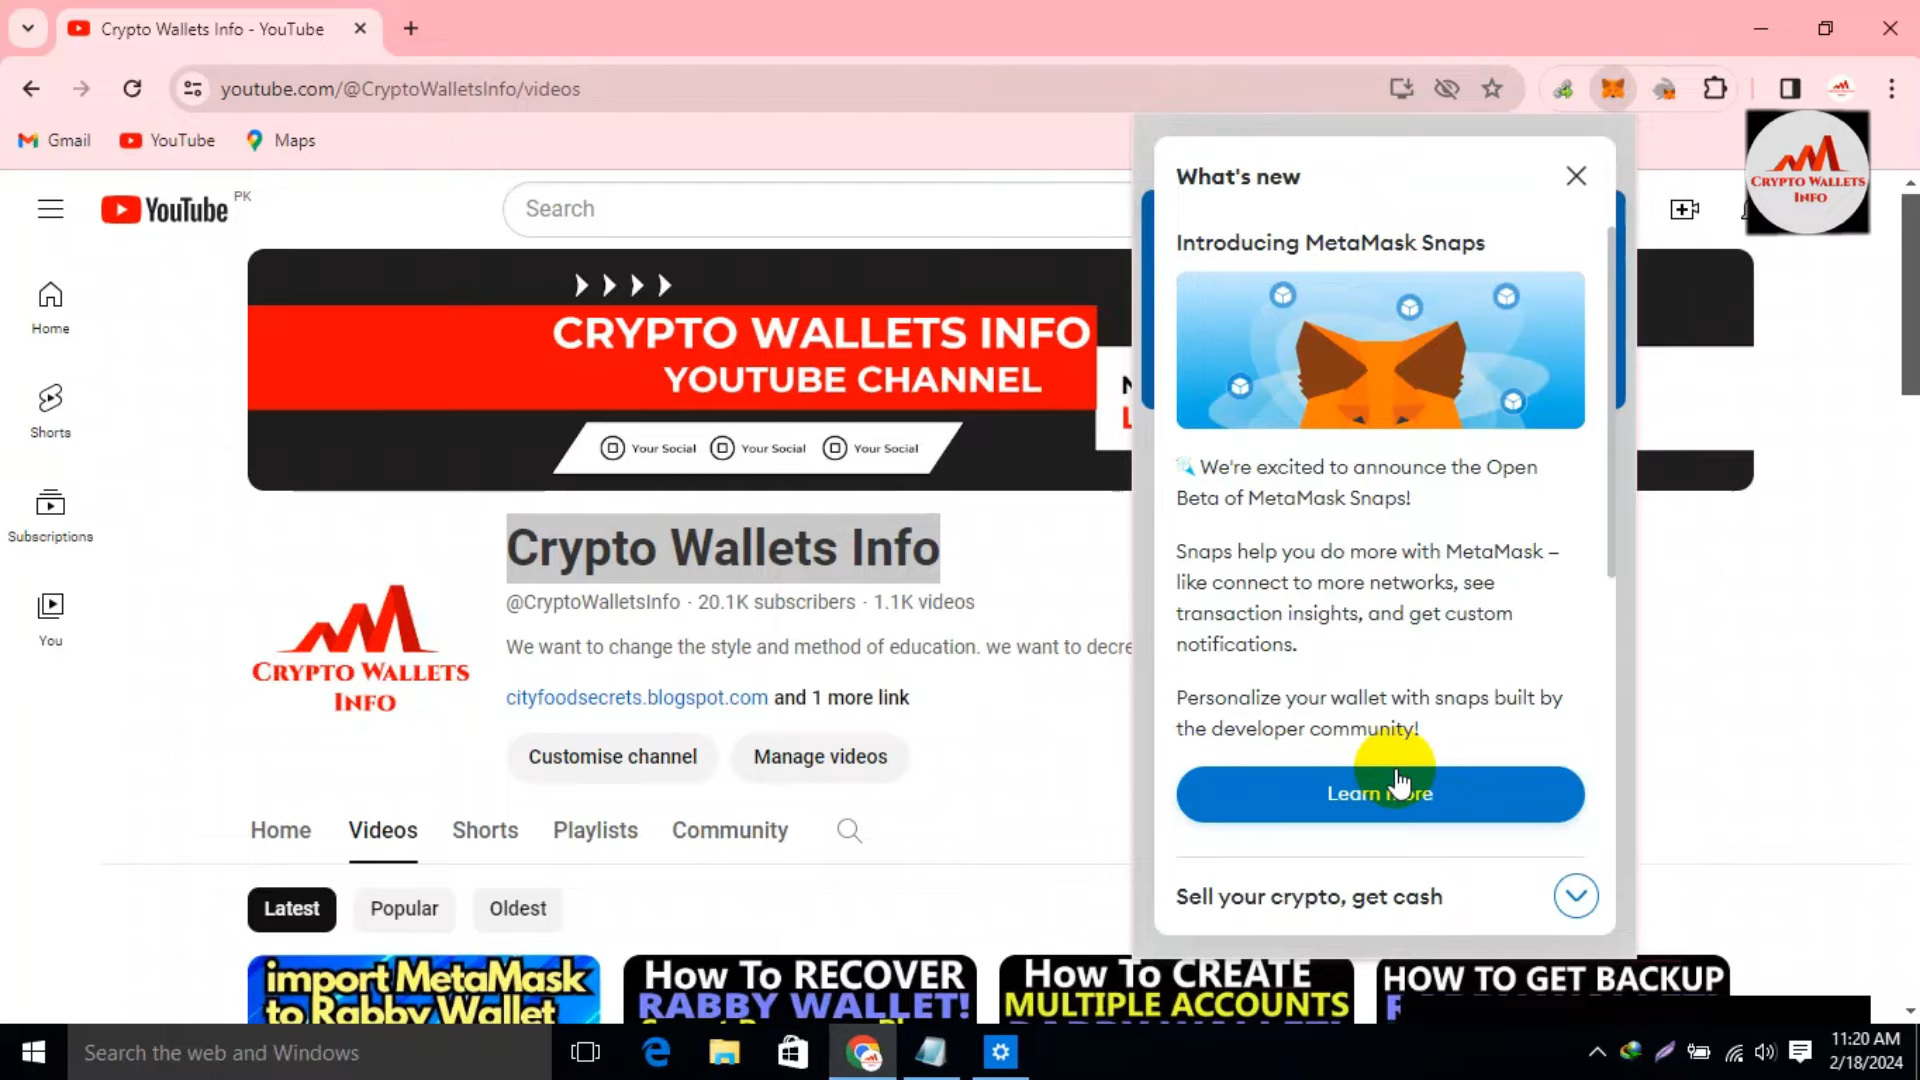 Crypto Wallets Info - YouTube
youtube.com/@CryptoWalletsInfo/videos
Gmail
YouTube
Maps
CRYPTO WALLETS
INFO
YouTube
PK
Search
CRYPTO WALLETS INFO
YOUTUBE CHANNEL
Your Social
Your Social
Your Social
Home
Shorts
Subscriptions
You
CRYPTO WALLETS
INFO
Crypto Wallets Info
@CryptoWalletsInfo · 20.1K subscribers · 1.1K videos
We want to change the style and method of education. we want to decre
cityfoodsecrets.blogspot.com and 1 more link
Customise channel
Manage videos
Home
Videos
Shorts
Playlists
Community
Latest
Popular
Oldest
import MetaMask
to Rabby Wallet
How To RECOVER
RABBY WALLET!
How To CREATE
MULTIPLE ACCOUNTS
HOW TO GET BACKUP
What's new
Introducing MetaMask Snaps
We're excited to announce the Open
Beta of MetaMask Snaps!
Snaps help you do more with MetaMask –
like connect to more networks, see
transaction insights, and get custom
notifications.
Personalize your wallet with snaps built by
the developer community!
Learn more
Sell your crypto, get cash
Search the web and Windows
11:20 AM
2/18/2024